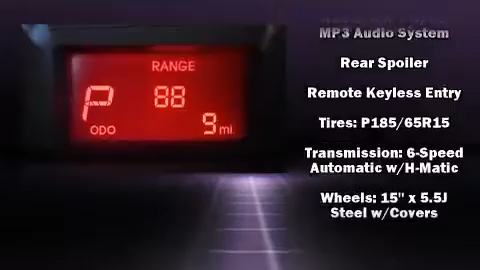 RANGE
P
88
ODO
9 mi.
MP3 Audio System
Rear Spoiler
Remote Keyless Entry
Tires: P185/65R15
Transmission: 6-Speed
Automatic w/H-Matic
Wheels: 15" x 5.5J
Steel w/Covers